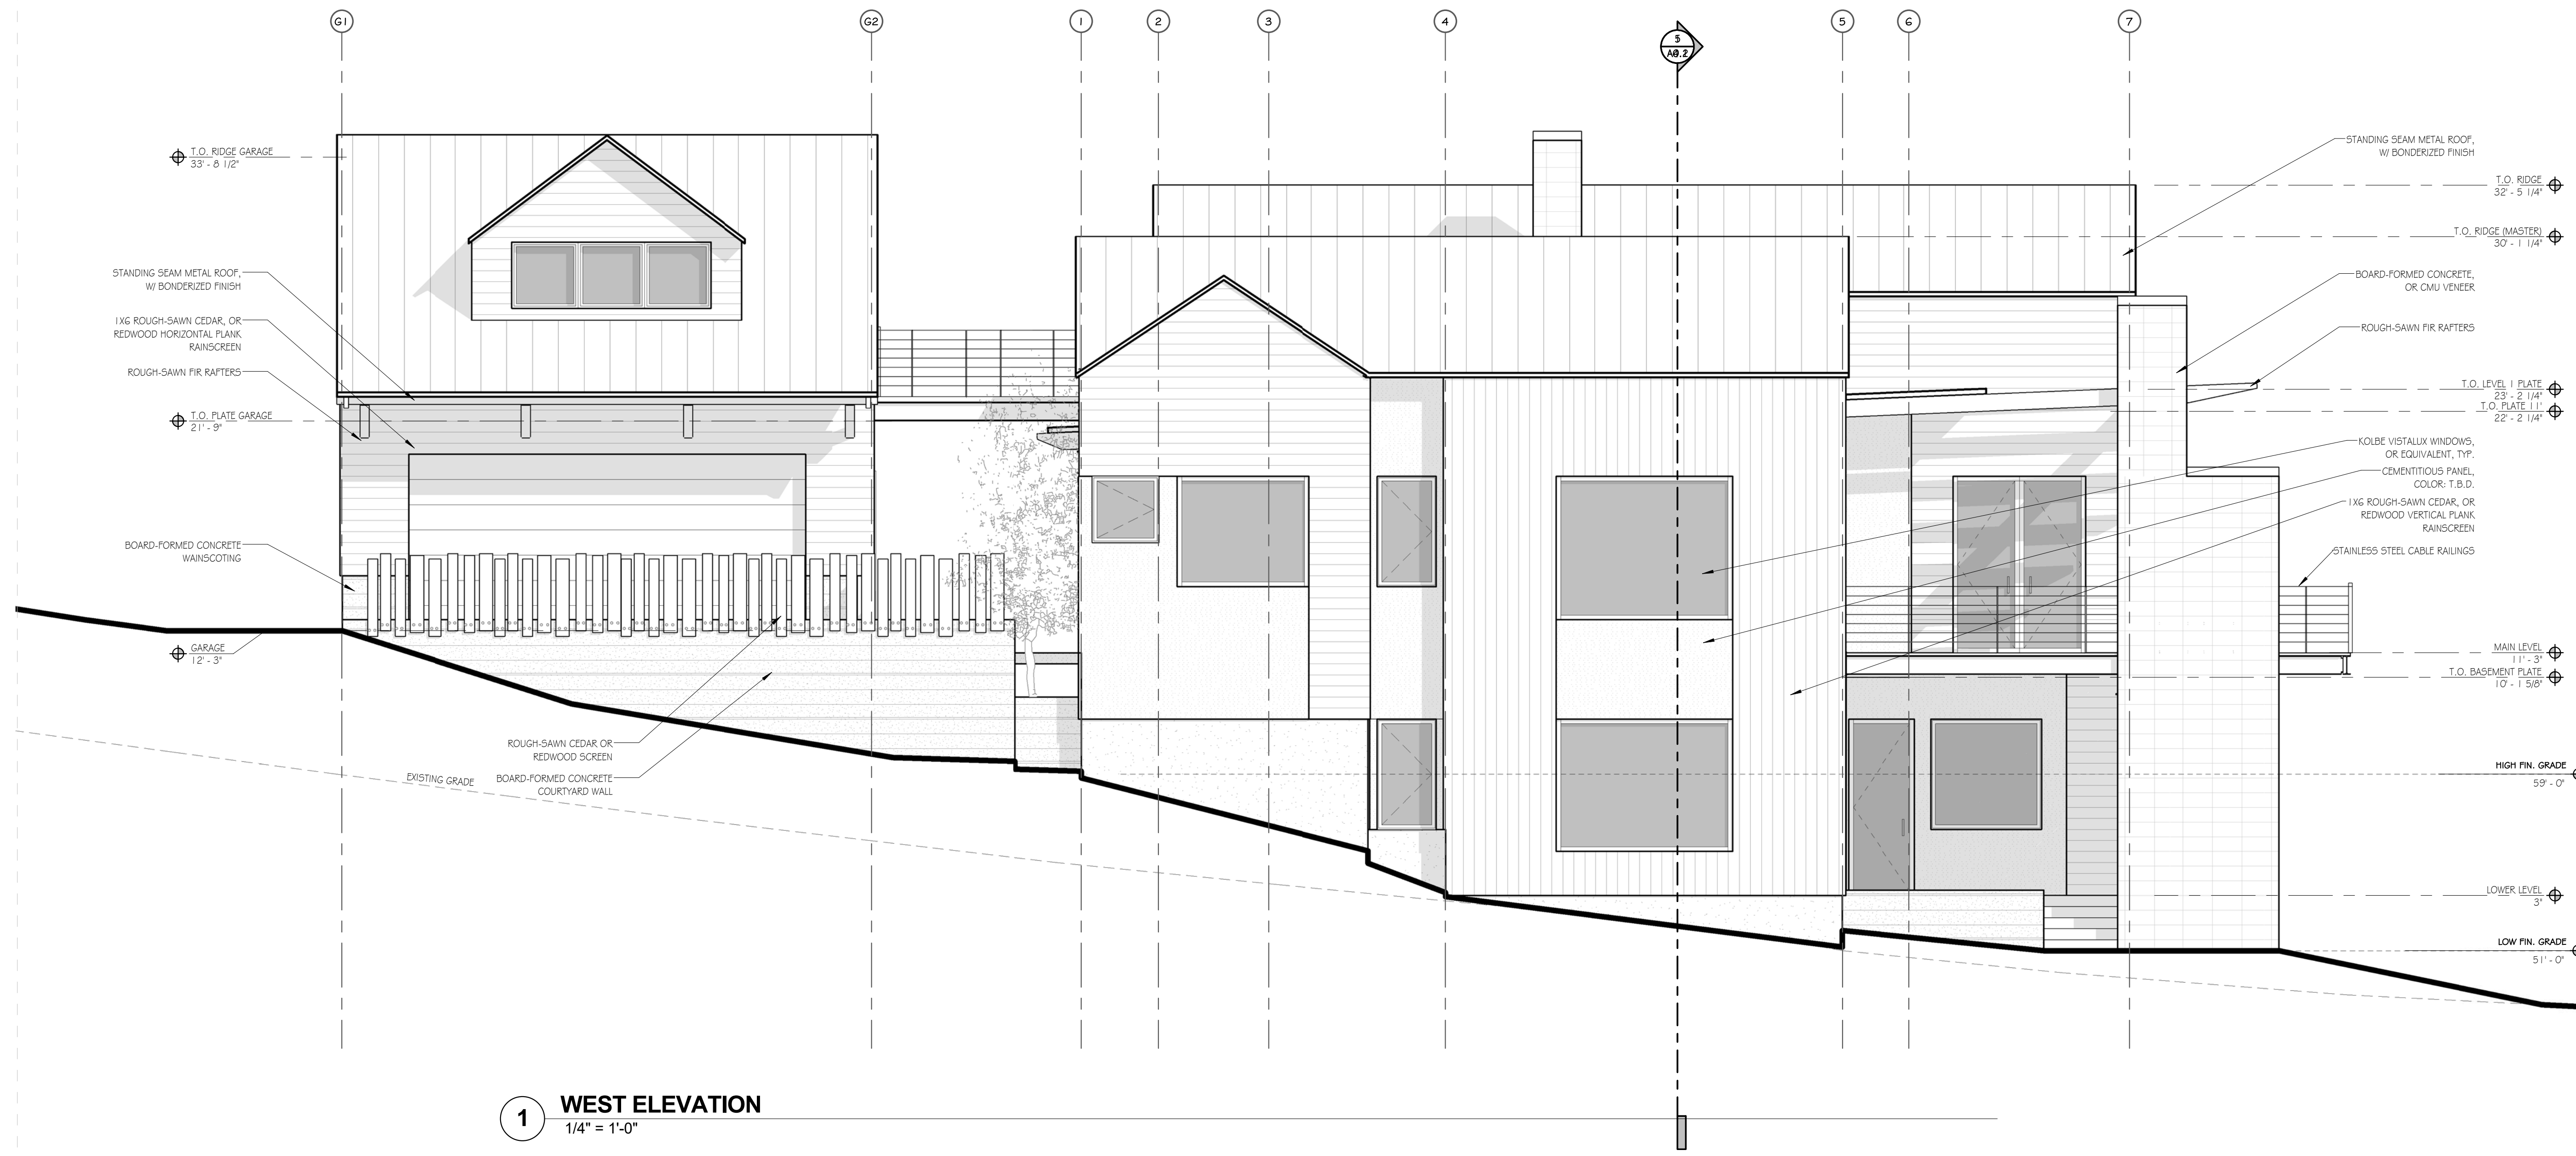 G1
G2
1
2
3
4
5
6
7
T.O. RIDGE GARAGE
33' - 8 1/2"
STANDING SEAM METAL ROOF,
W/ BONDERIZED FINISH
1X6 ROUGH-SAWN CEDAR, OR
REDWOOD HORIZONTAL PLANK
RAINSCREEN
ROUGH-SAWN FIR RAFTERS
T.O. PLATE GARAGE
21' - 9"
BOARD-FORMED CONCRETE
WAINSCOTING
GARAGE
12' - 3"
ROUGH-SAWN CEDAR OR
REDWOOD SCREEN
EXISTING GRADE
BOARD-FORMED CONCRETE
COURTYARD WALL
STANDING SEAM METAL ROOF,
W/ BONDERIZED FINISH
T.O. RIDGE
32' - 5 1/4"
T.O. RIDGE (MASTER)
30' - 1 1/4"
BOARD-FORMED CONCRETE,
OR CMU VENEER
ROUGH-SAWN FIR RAFTERS
T.O. LEVEL 1 PLATE
23' - 2 1/4"
T.O. PLATE 11'
22' - 2 1/4"
KOLBE VISTALUX WINDOWS,
OR EQUIVALENT, TYP.
CEMENTITIOUS PANEL,
COLOR: T.B.D.
1X6 ROUGH-SAWN CEDAR, OR
REDWOOD VERTICAL PLANK
RAINSCREEN
STAINLESS STEEL CABLE RAILINGS
MAIN LEVEL
11' - 3"
T.O. BASEMENT PLATE
10' - 1 5/8"
HIGH FIN. GRADE
59' - 0"
LOWER LEVEL
3"
LOW FIN. GRADE
51' - 0"
1
WEST ELEVATION
1/4" = 1'-0"